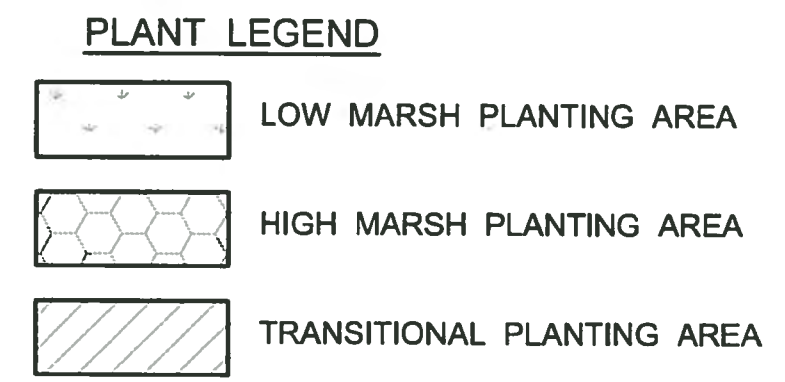 PLANT LEGEND
LOW MARSH PLANTING AREA
HIGH MARSH PLANTING AREA
TRANSITIONAL PLANTING AREA